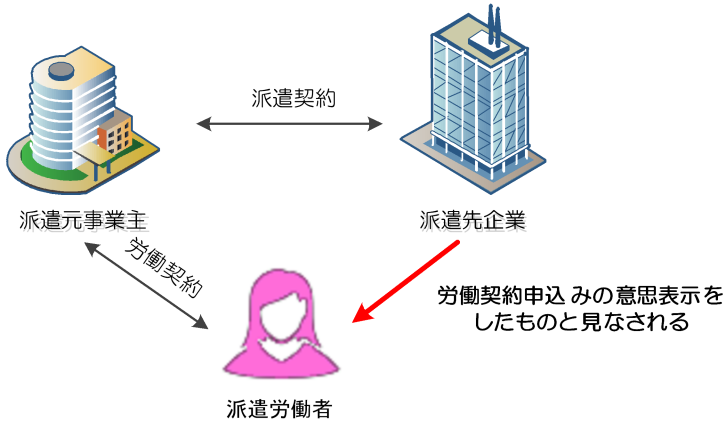 派遣契約
派遣元事業主
派遣先企業
労働契約
労働契約申込みの意思表示を
したものと見なされる
派遣労働者